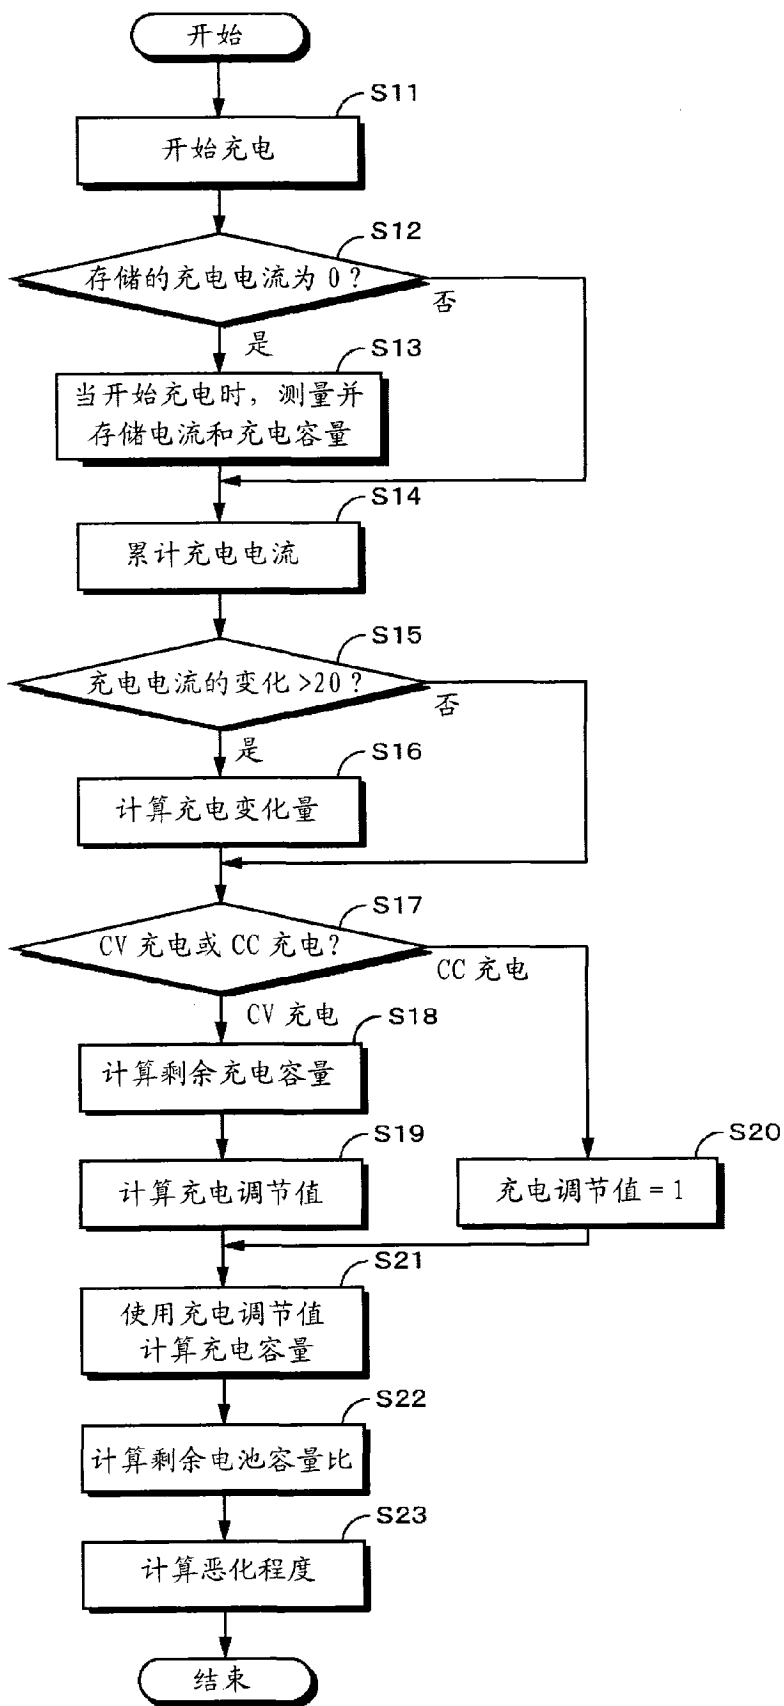 开始
S11
开始充电
S12
存储的充电电流为 0?
否
是
S13
当开始充电时, 测量并
存储电流和充电容量
S14
累计充电电流
S15
充电电流的变化>20?
否
是
S16
计算充电变化量
S17
CV 充电或 CC 充电?
CC 充电
CV 充电
S18
计算剩余充电容量
S19
计算充电调节值
S20
充电调节值=1
S21
使用充电调节值
计算充电容量
S22
计算剩余电池容量比
S23
计算恶化程度
结束